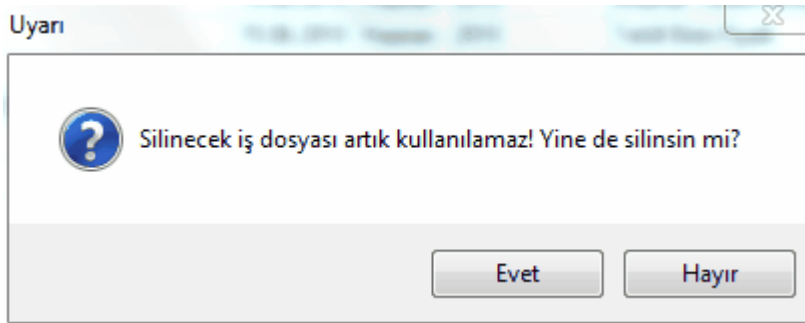 Uyarı
Silinecek iş dosyası artık kullanılamaz! Yine de silinsin mi?
Evet
Hayır